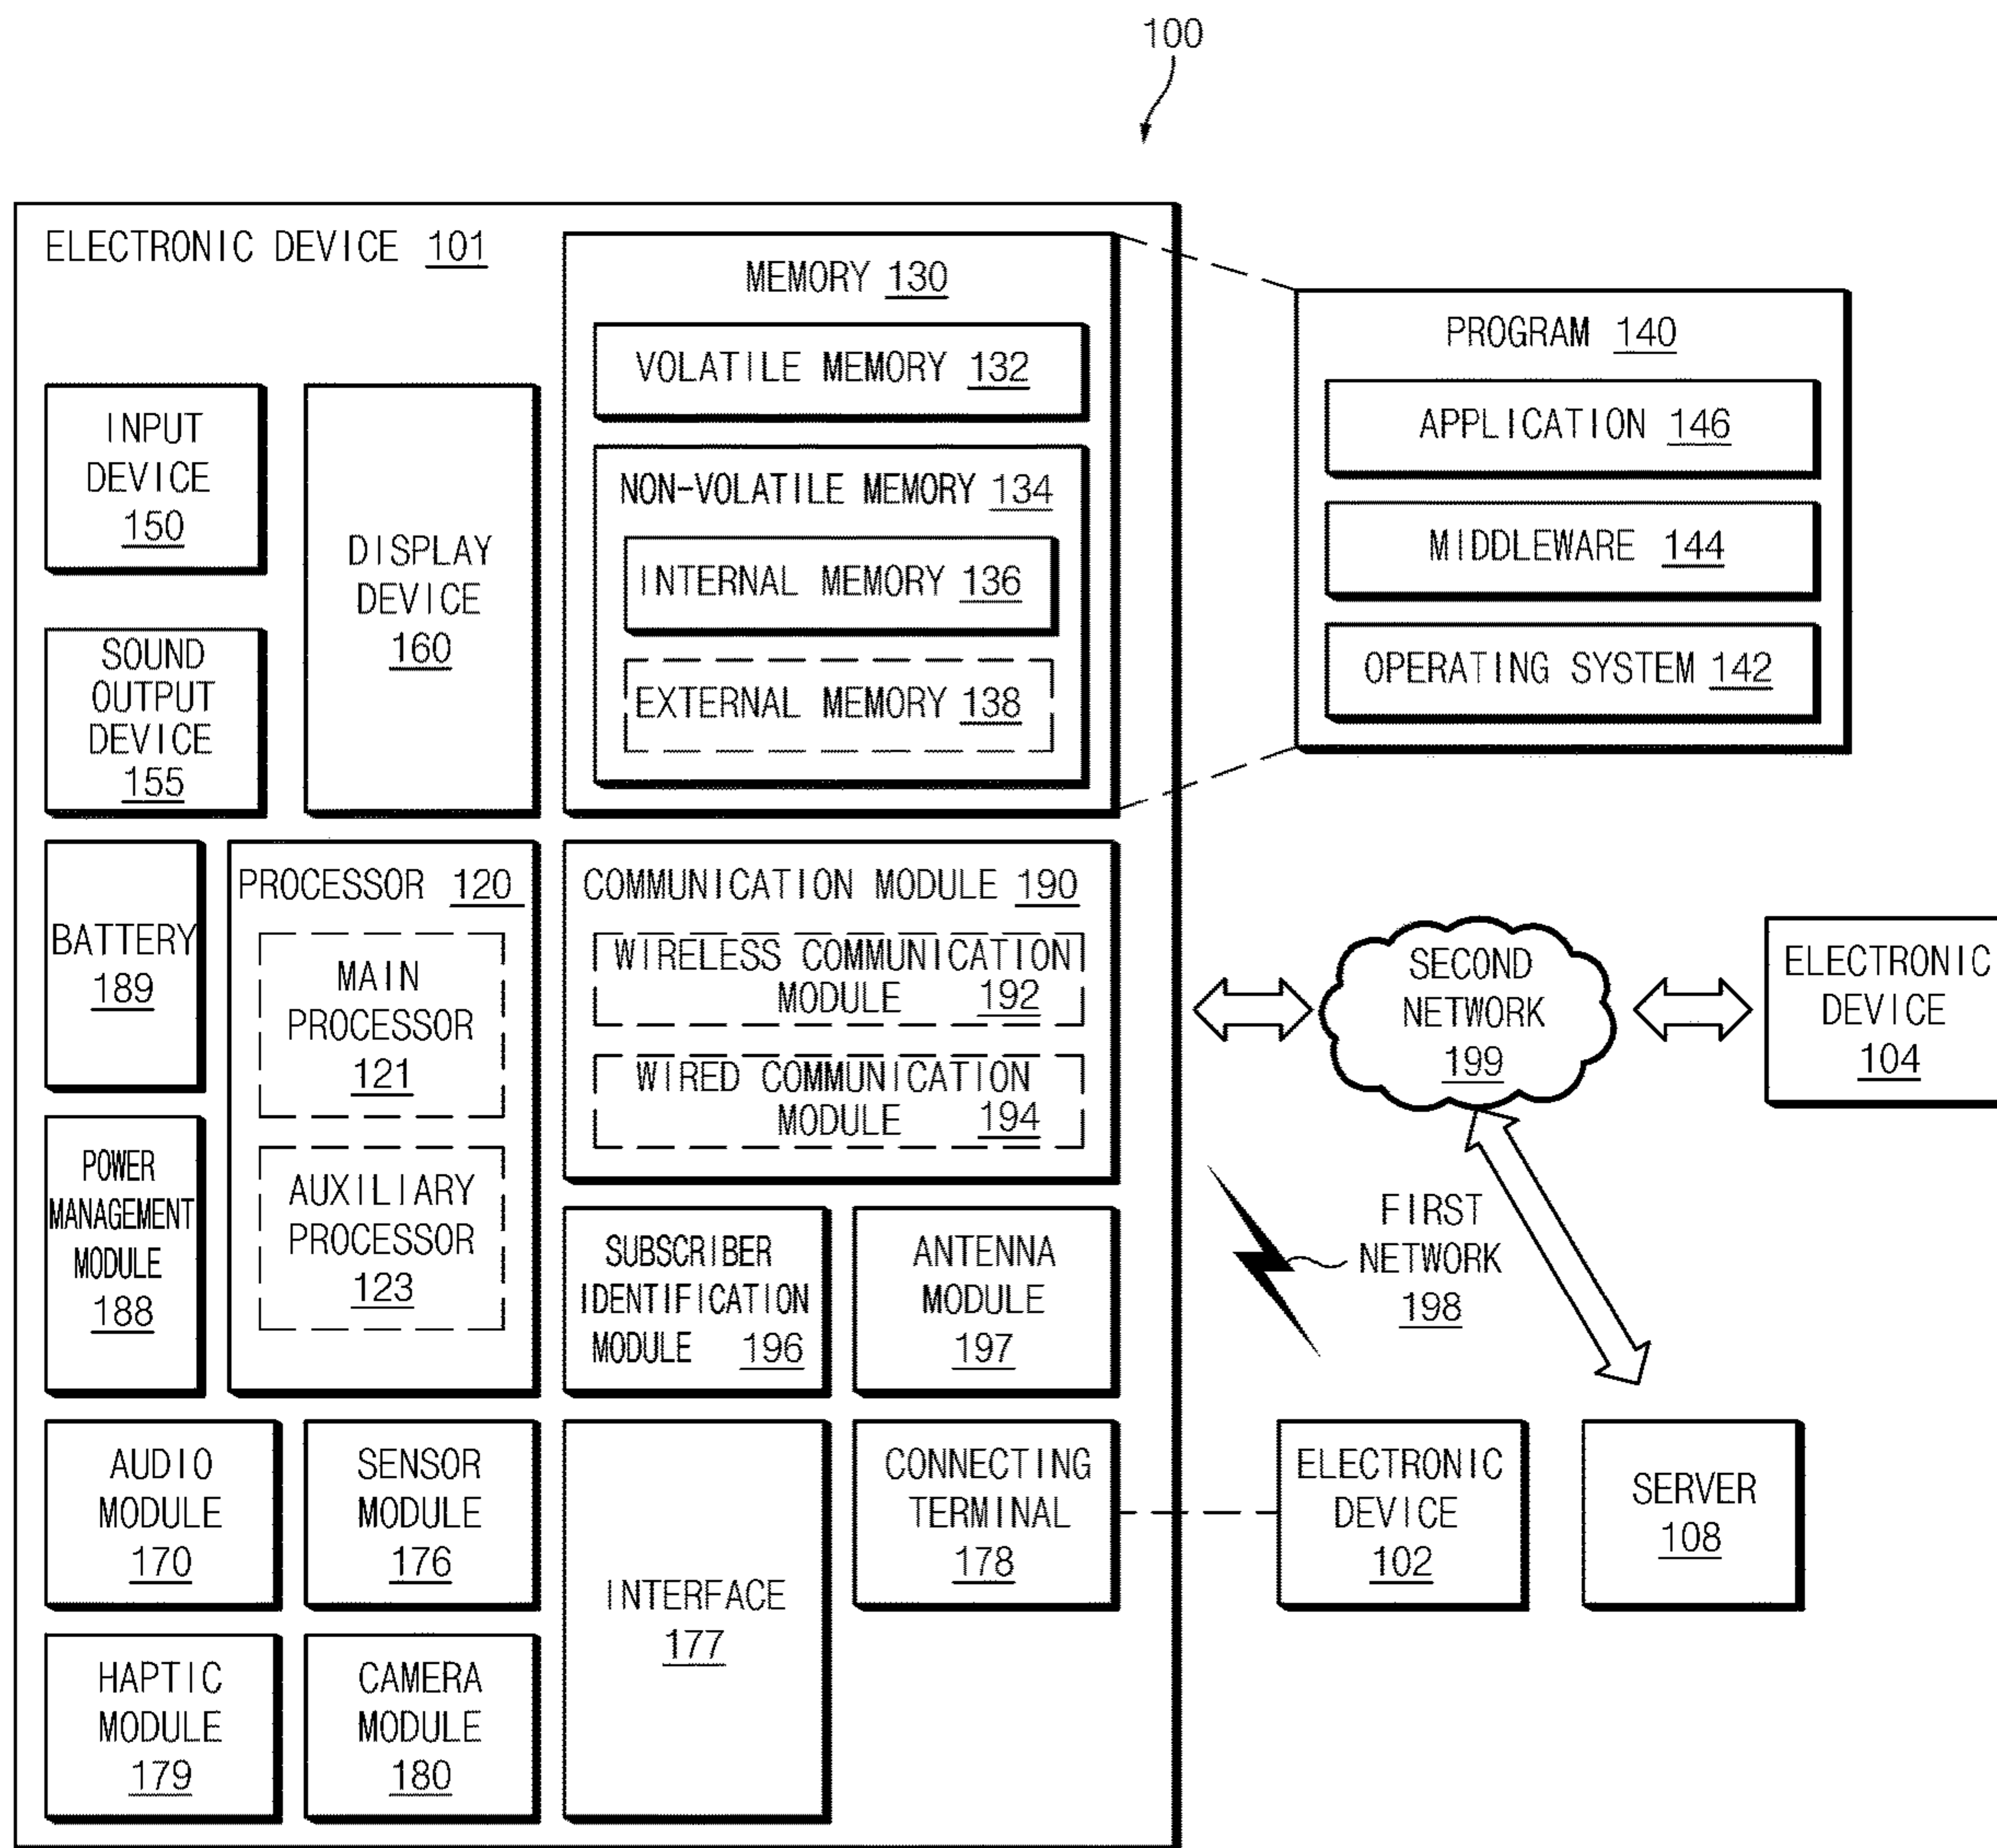 100
ELECTRONIC DEVICE 101
MEMORY 130
VOLATILE MEMORY 132
NON-VOLATILE MEMORY 134
INTERNAL MEMORY 136
EXTERNAL MEMORY 138
PROGRAM 140
APPLICATION 146
MIDDLEWARE 144
OPERATING SYSTEM 142
INPUT
DEVICE
150
SOUND
OUTPUT
DEVICE
155
DISPLAY
DEVICE
160
BATTERY
189
POWER
MANAGEMENT
MODULE
188
PROCESSOR 120
MAIN
PROCESSOR
121
AUXILIARY
PROCESSOR
123
COMMUNICATION MODULE 190
WIRELESS COMMUNICATION
MODULE 192
WIRED COMMUNICATION
MODULE 194
SUBSCRIBER
IDENTIFICATION
MODULE 196
ANTENNA
MODULE
197
SECOND
NETWORK
199
ELECTRONIC
DEVICE
104
FIRST
NETWORK
198
AUDIO
MODULE
170
SENSOR
MODULE
176
INTERFACE
177
CONNECTING
TERMINAL
178
ELECTRONIC
DEVICE
102
SERVER
108
HAPTIC
MODULE
179
CAMERA
MODULE
180